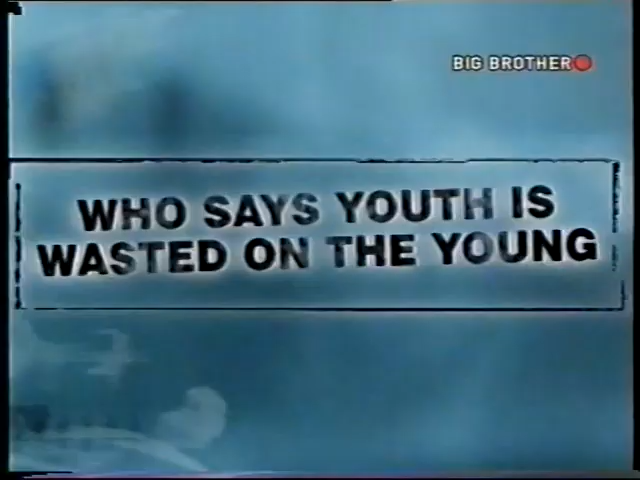 BIG BROTHER
WHO SAYS YOUTH IS
WASTED ON THE YOUNG